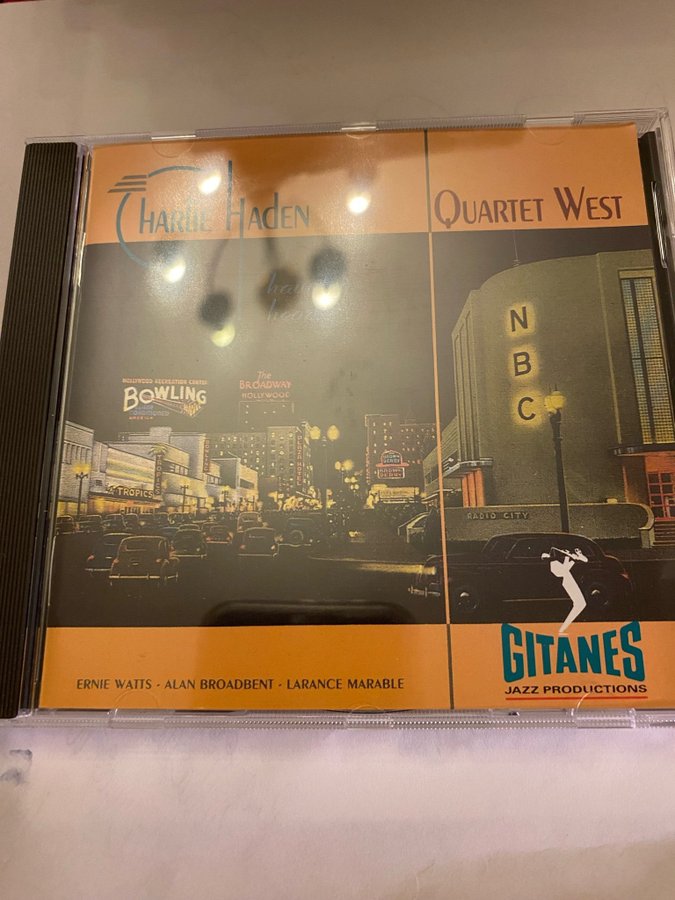 Charlie Haden
Quartet West
NBC
Hollywood Recreation Center
Bowling
The
Broadway
Hollywood
Tropics
Radio City
GITANES
JAZZ PRODUCTIONS
ERNIE WATTS · ALAN BROADBENT · LARANCE MARABLE